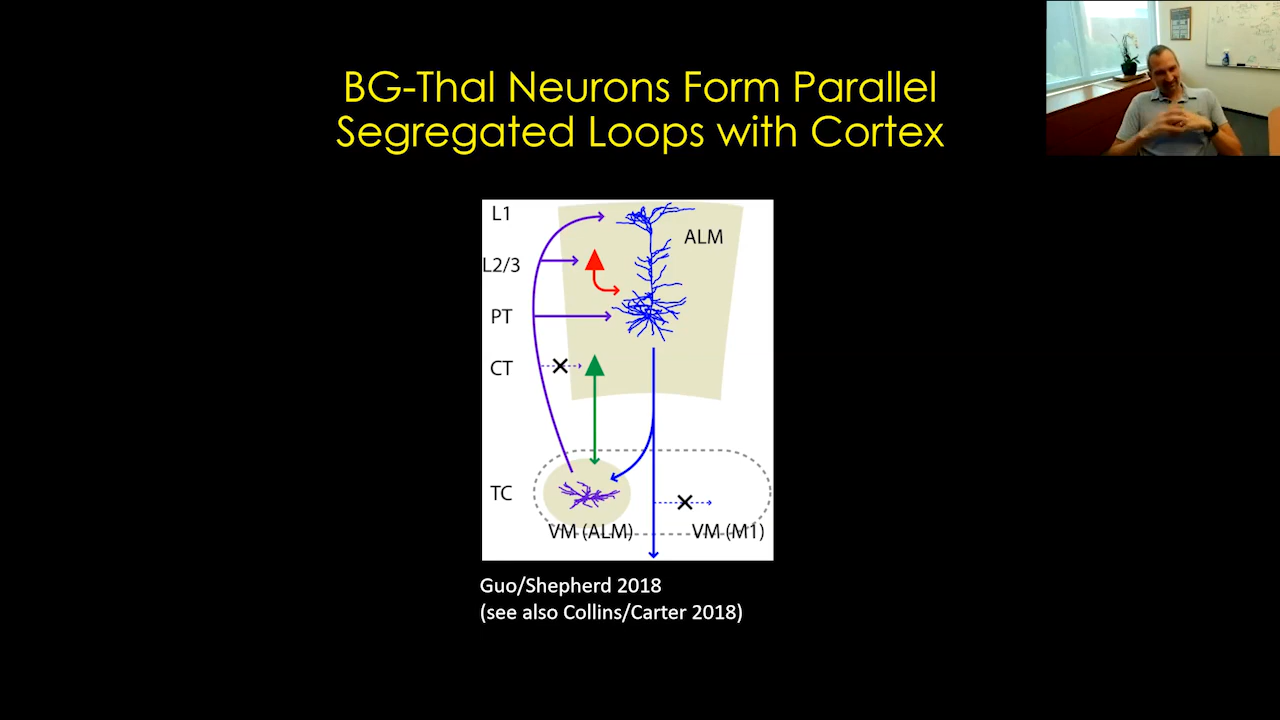 BG-Thal Neurons Form Parallel
Segregated Loops with Cortex
L1
ALM
L2/3
PT
CT
TC
VM (ALM)
VM (M1)
Guo/Shepherd 2018
(see also Collins/Carter 2018)